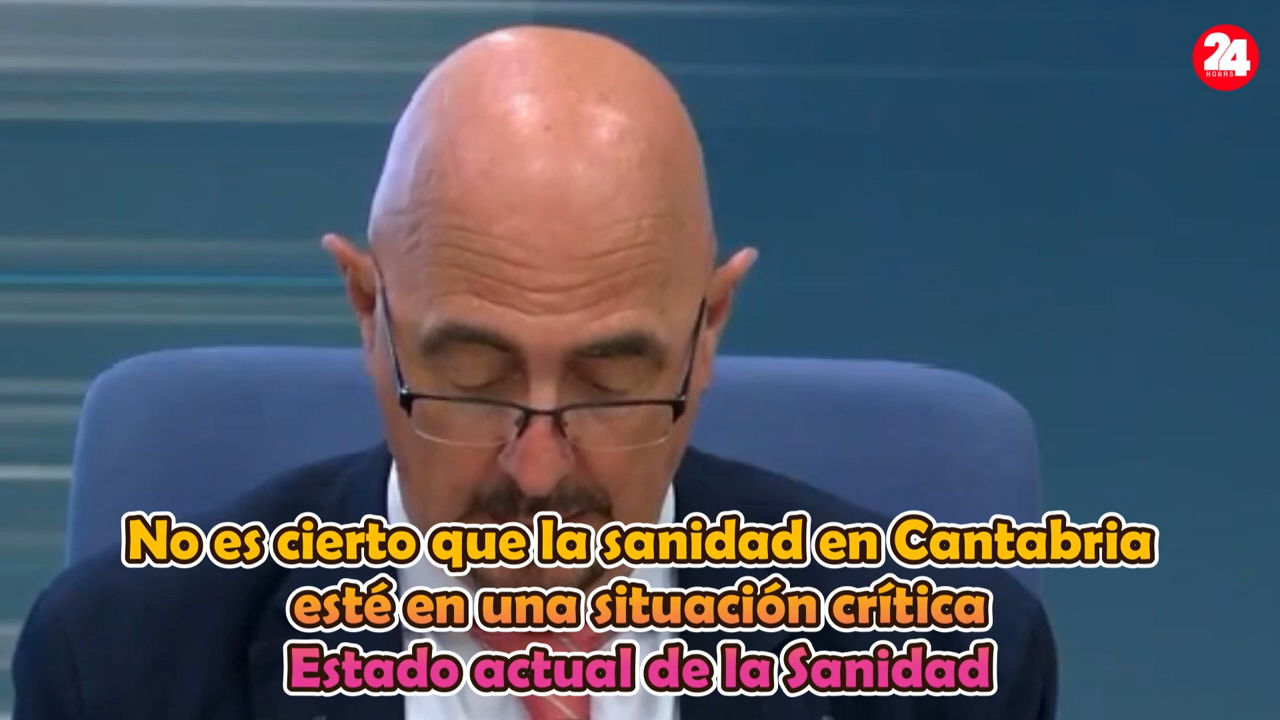 24
HORAS
No es cierto que la sanidad en Cantabria
esté en una situación crítica
Estado actual de la Sanidad